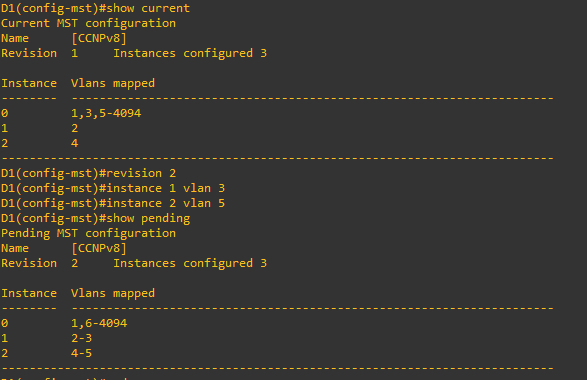 D1(config-mst)#show current
Current MST configuration
Name      [CCNPv8]
Revision  1     Instances configured 3

Instance  Vlans mapped
--------  ---------------------------------------------------------------------
0         1,3,5-4094
1         2
2         4
-------------------------------------------------------------------------------
D1(config-mst)#revision 2
D1(config-mst)#instance 1 vlan 3
D1(config-mst)#instance 2 vlan 5
D1(config-mst)#show pending
Pending MST configuration
Name      [CCNPv8]
Revision  2     Instances configured 3

Instance  Vlans mapped
--------  ---------------------------------------------------------------------
0         1,6-4094
1         2-3
2         4-5
-------------------------------------------------------------------------------